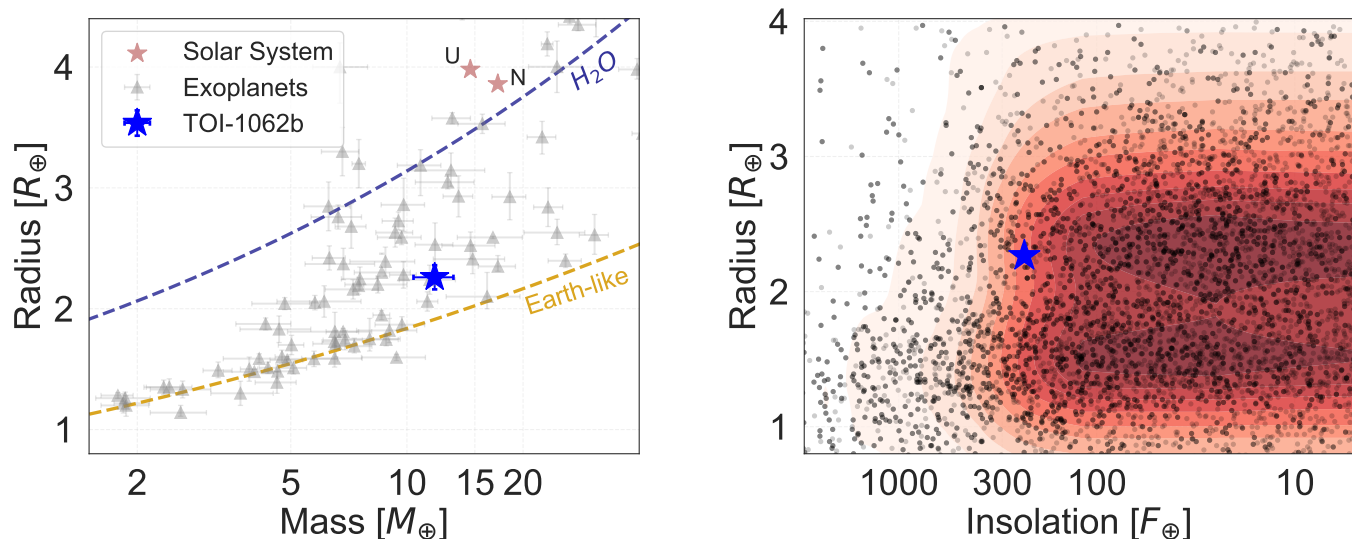 Solar System
Exoplanets
TOI-1062b
U
N
H₂O
Earth-like
4
3
2
1
Radius [R⊕]
2 5 10 15 20
Mass [M⊕]
4
3
2
1
Radius [R⊕]
1000 300 100 10
Insolation [F⊕]